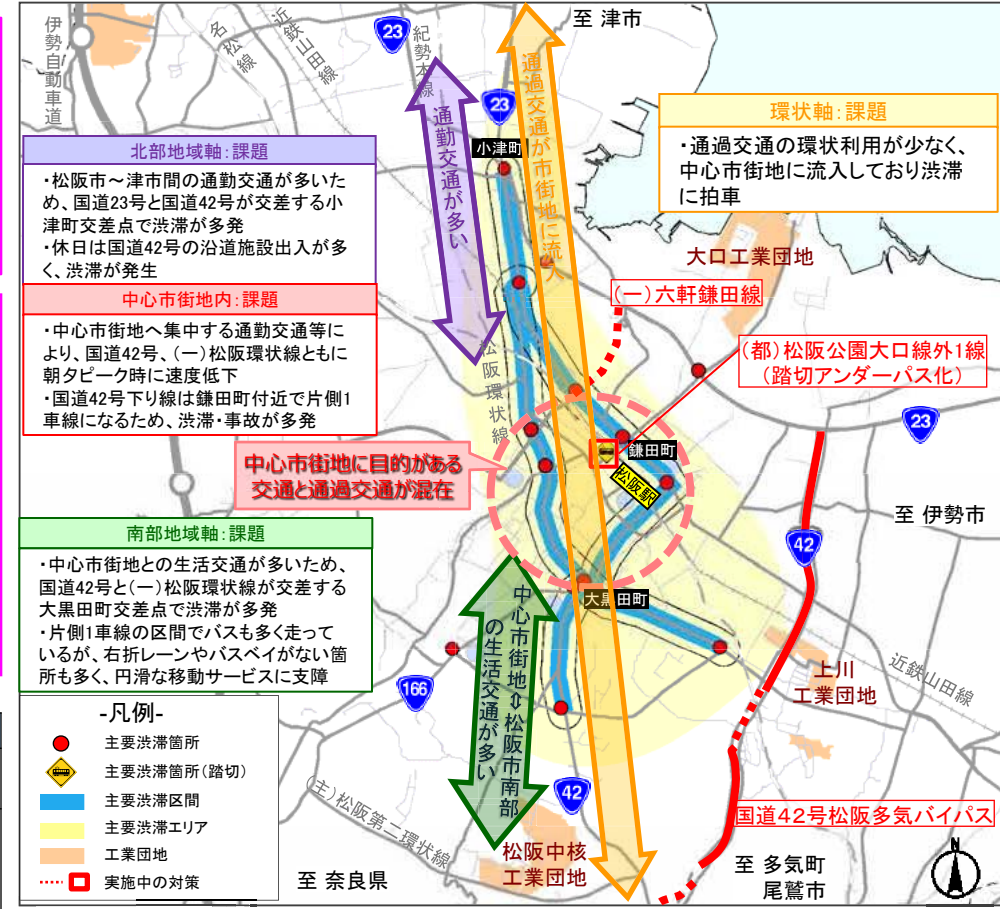 至 津市
伊勢自動車道
名松線
近鉄山田線
23
紀勢本線
23
小津町
通勤交通が多い
通過交通が市街地に流入
環状軸:課題
・通過交通の環状利用が少なく、
中心市街地に流入しており渋滞
に拍車
北部地域軸:課題
・松阪市～津市間の通勤交通が多いた
め、国道23号と国道42号が交差する小
津町交差点で渋滞が多発
・休日は国道42号の沿道施設出入が多
く、渋滞が発生
中心市街地内:課題
・中心市街地へ集中する通勤交通等に
より、国道42号、(一)松阪環状線ともに
朝夕ピーク時に速度低下
・国道42号下り線は鎌田町付近で片側1
車線になるため、渋滞・事故が多発
大口工業団地
(一)六軒鎌田線
(都)松阪公園大口線外1線
(踏切アンダーパス化)
松阪環状線
23
鎌田町
松阪駅
中心市街地に目的がある
交通と通過交通が混在
至 伊勢市
42
南部地域軸:課題
・中心市街地との生活交通が多いため、
国道42号と(一)松阪環状線が交差する
大黒田町交差点で渋滞が多発
・片側1車線の区間でバスも多く走って
いるが、右折レーンやバスベイがない箇
所も多く、円滑な移動サービスに支障
大黒田町
中心市街地⇔松阪市南部
の生活交通が多い
166
上川
工業団地
近鉄山田線
42
国道42号松阪多気バイパス
(主)松阪第二環状線
松阪中核
工業団地
至 奈良県
至 多気町
尾鷲市
N
-凡例-
主要渋滞箇所
主要渋滞箇所(踏切)
主要渋滞区間
主要渋滞エリア
工業団地
実施中の対策